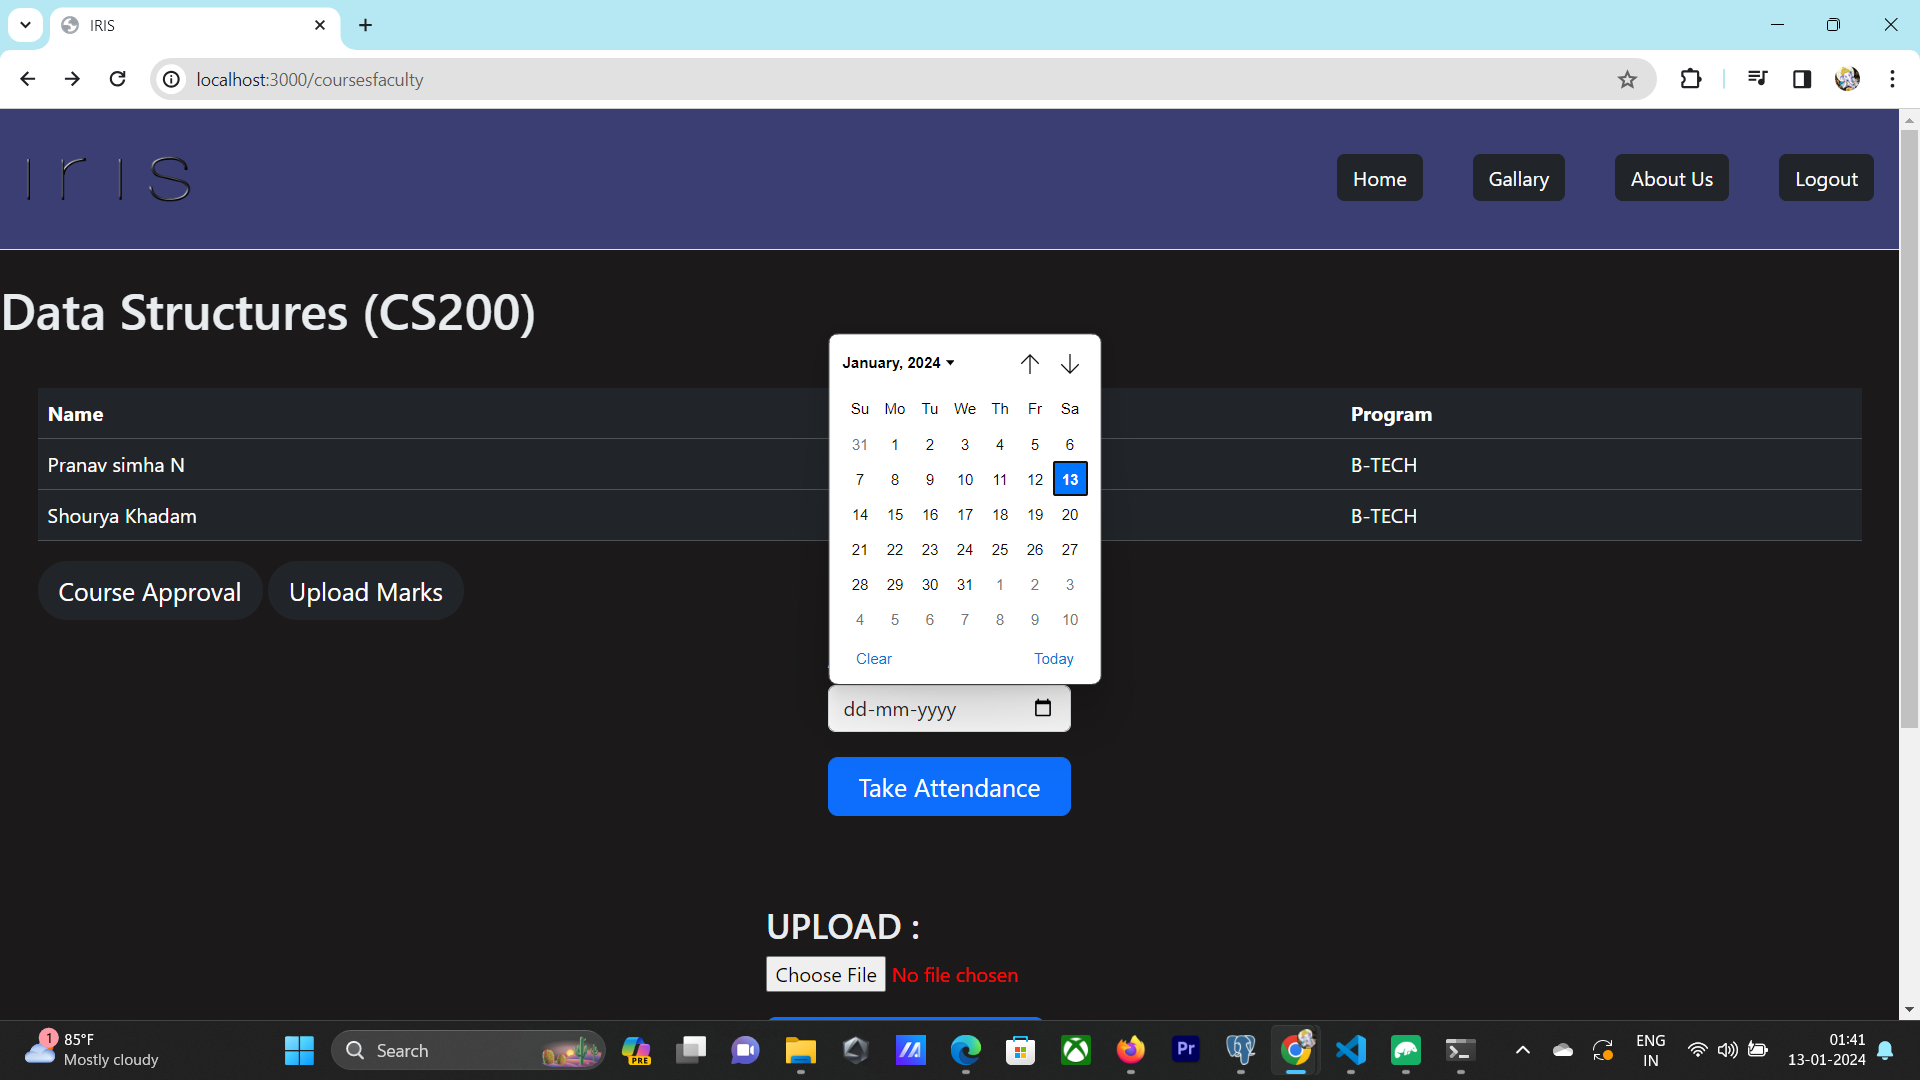 IRIS
localhost:3000/coursesfaculty
iris
Home
Gallary
About Us
Logout
Data Structures (CS200)
Name
Program
Pranav simha N
B-TECH
Shourya Khadam
B-TECH
Course Approval
Upload Marks
January, 2024
Su Mo Tu We Th Fr Sa
31 1 2 3 4 5 6
7 8 9 10 11 12 13
14 15 16 17 18 19 20
21 22 23 24 25 26 27
28 29 30 31 1 2 3
4 5 6 7 8 9 10
Clear
Today
dd-mm-yyyy
Take Attendance
UPLOAD :
Choose File
No file chosen
1
85°F
Mostly cloudy
Search
PRE
Pr
ENG
IN
01:41
13-01-2024